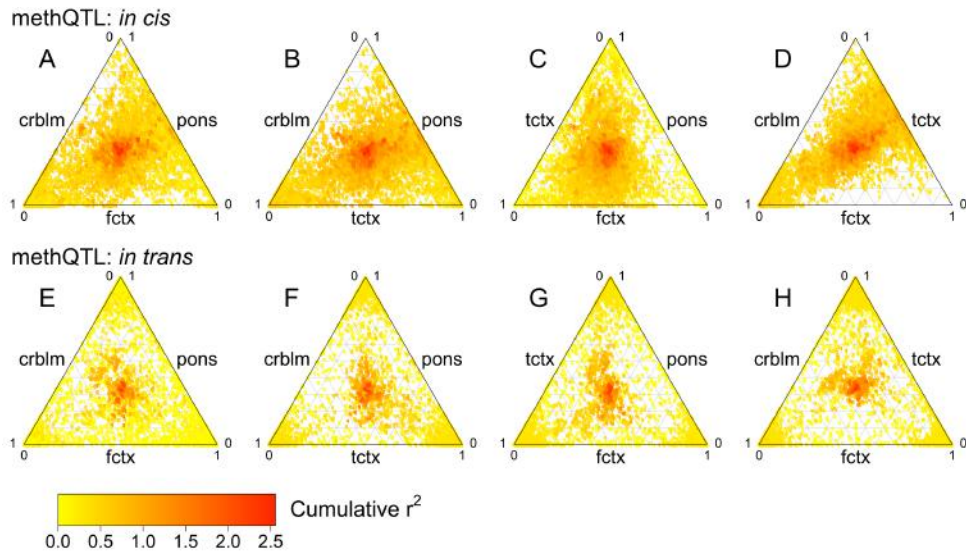 methQTL: in cis
0 1 0 1 0 1 0 1
A B C D
crblm pons crblm pons tctx pons crblm tctx
1 0 1 0 1 0 1 0
0 1 0 1 0 1 0 1
fctx tctx fctx fctx
methQTL: in trans
0 1 0 1 0 1 0 1
E F G H
crblm pons crblm pons tctx pons crblm tctx
1 0 1 0 1 0 1 0
0 1 0 1 0 1 0 1
fctx tctx fctx fctx
Cumulative r²
0.0 0.5 1.0 1.5 2.0 2.5